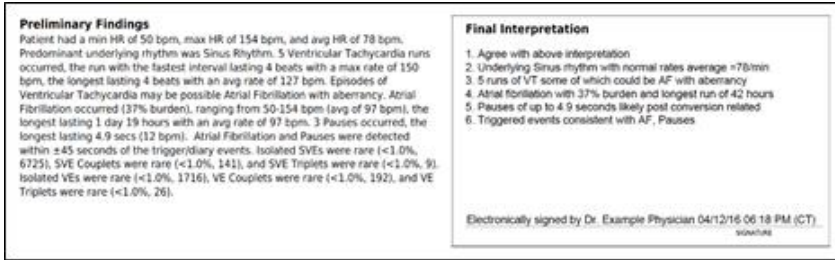 Preliminary Findings
Patient had a min HR of 50 bpm, max HR of 154 bpm, and avg HR of 78 bpm.
Predominant underlying rhythm was Sinus Rhythm. 5 Ventricular Tachycardia runs
occurred, the run with the fastest interval lasting 4 beats with a max rate of 150
bpm, the longest lasting 4 beats with an avg rate of 127 bpm. Episodes of
Ventricular Tachycardia may be possible Atrial Fibrillation with aberrancy. Atrial
Fibrillation occurred (37% burden), ranging from 50-154 bpm (avg of 97 bpm), the
longest lasting 1 day 19 hours with an avg rate of 97 bpm. 3 Pauses occurred, the
longest lasting 4.9 secs (12 bpm). Atrial Fibrillation and Pauses were detected
within ±45 seconds of the trigger/diary events. Isolated SVEs were rare (<1.0%,
6725), SVE Couplets were rare (<1.0%, 141), and SVE Triplets were rare (<1.0%, 9).
Isolated VEs were rare (<1.0%, 1716), VE Couplets were rare (<1.0%, 192), and VE
Triplets were rare (<1.0%, 26).
Final Interpretation
1. Agree with above interpretation
2. Underlying Sinus rhythm with normal rates average =78/min
3. 5 runs of VT some of which could be AF with aberrancy
4. Atrial fibrillation with 37% burden and longest run of 42 hours
5. Pauses of up to 4.9 seconds likely post conversion related
6. Triggered events consistent with AF, Pauses
Electronically signed by Dr. Example Physician 04/12/16 06:18 PM (CT)
SIGNATURE